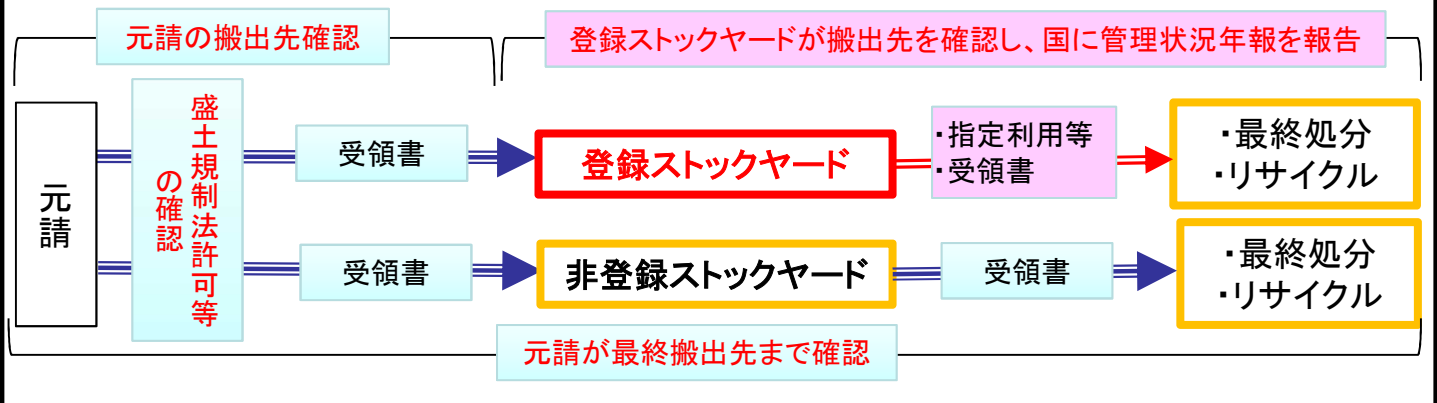 元請の搬出先確認
登録ストックヤードが搬出先を確認し、国に管理状況年報を報告
元請
盛土規制法許可等
の確認
受領書
登録ストックヤード
・指定利用等
・受領書
・最終処分
・リサイクル
受領書
非登録ストックヤード
受領書
・最終処分
・リサイクル
元請が最終搬出先まで確認